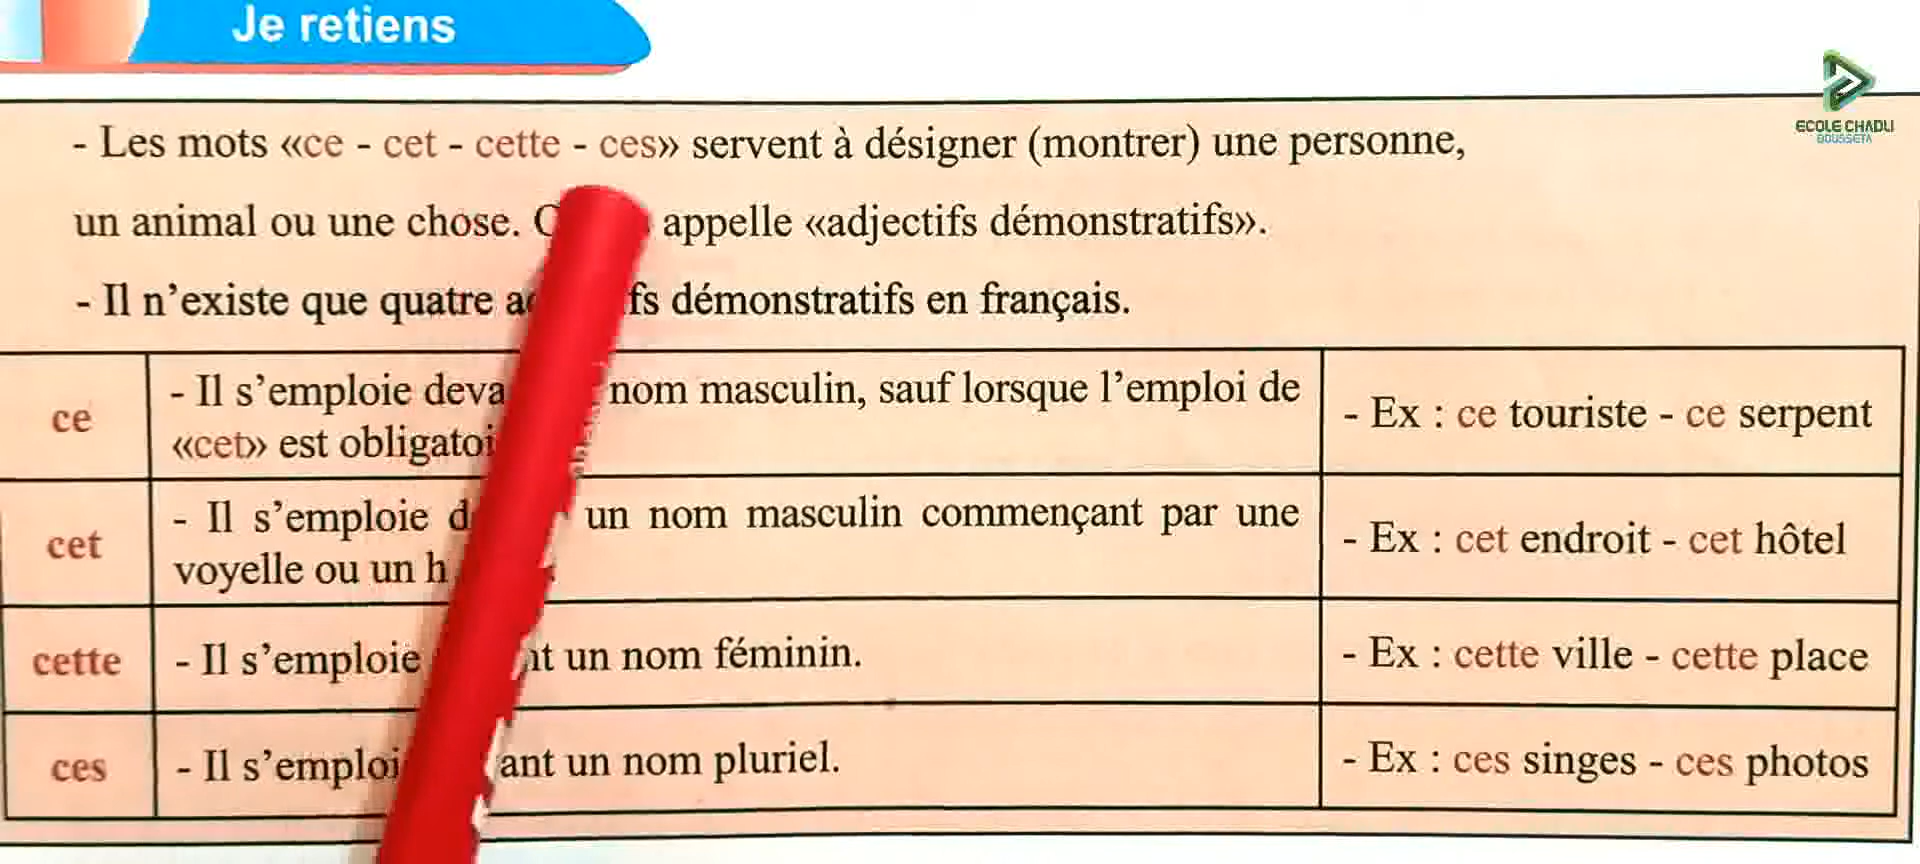 Je retiens
ECOLE CHADLI
BOUSSETA
- Les mots «ce - cet - cette - ces» servent à désigner (montrer) une personne,
un animal ou une chose. appelle «adjectifs démonstratifs».
- Il n’existe que quatre démonstratifs en français.
ce
- Il s’emploie nom masculin, sauf lorsque l’emploi de
«cet» est
- Ex : ce touriste - ce serpent
cet
- Il s’emploie un nom masculin commençant par une
voyelle ou un h
- Ex : cet endroit - cet hôtel
cette
- Il s’emploie un nom féminin.
- Ex : cette ville - cette place
ces
- Il un nom pluriel.
- Ex : ces singes - ces photos